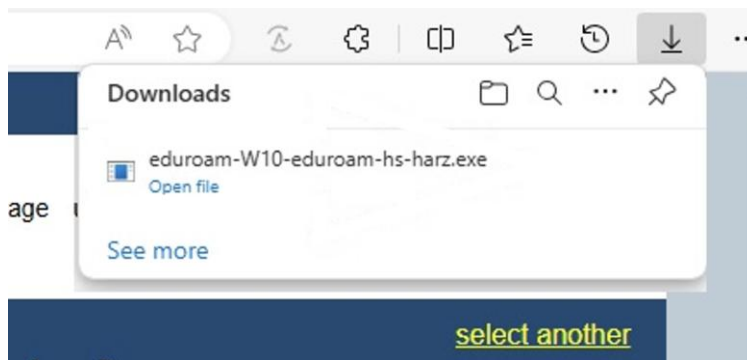 Downloads
eduroam-W10-eduroam-hs-harz.exe
Open file
age
See more
select another